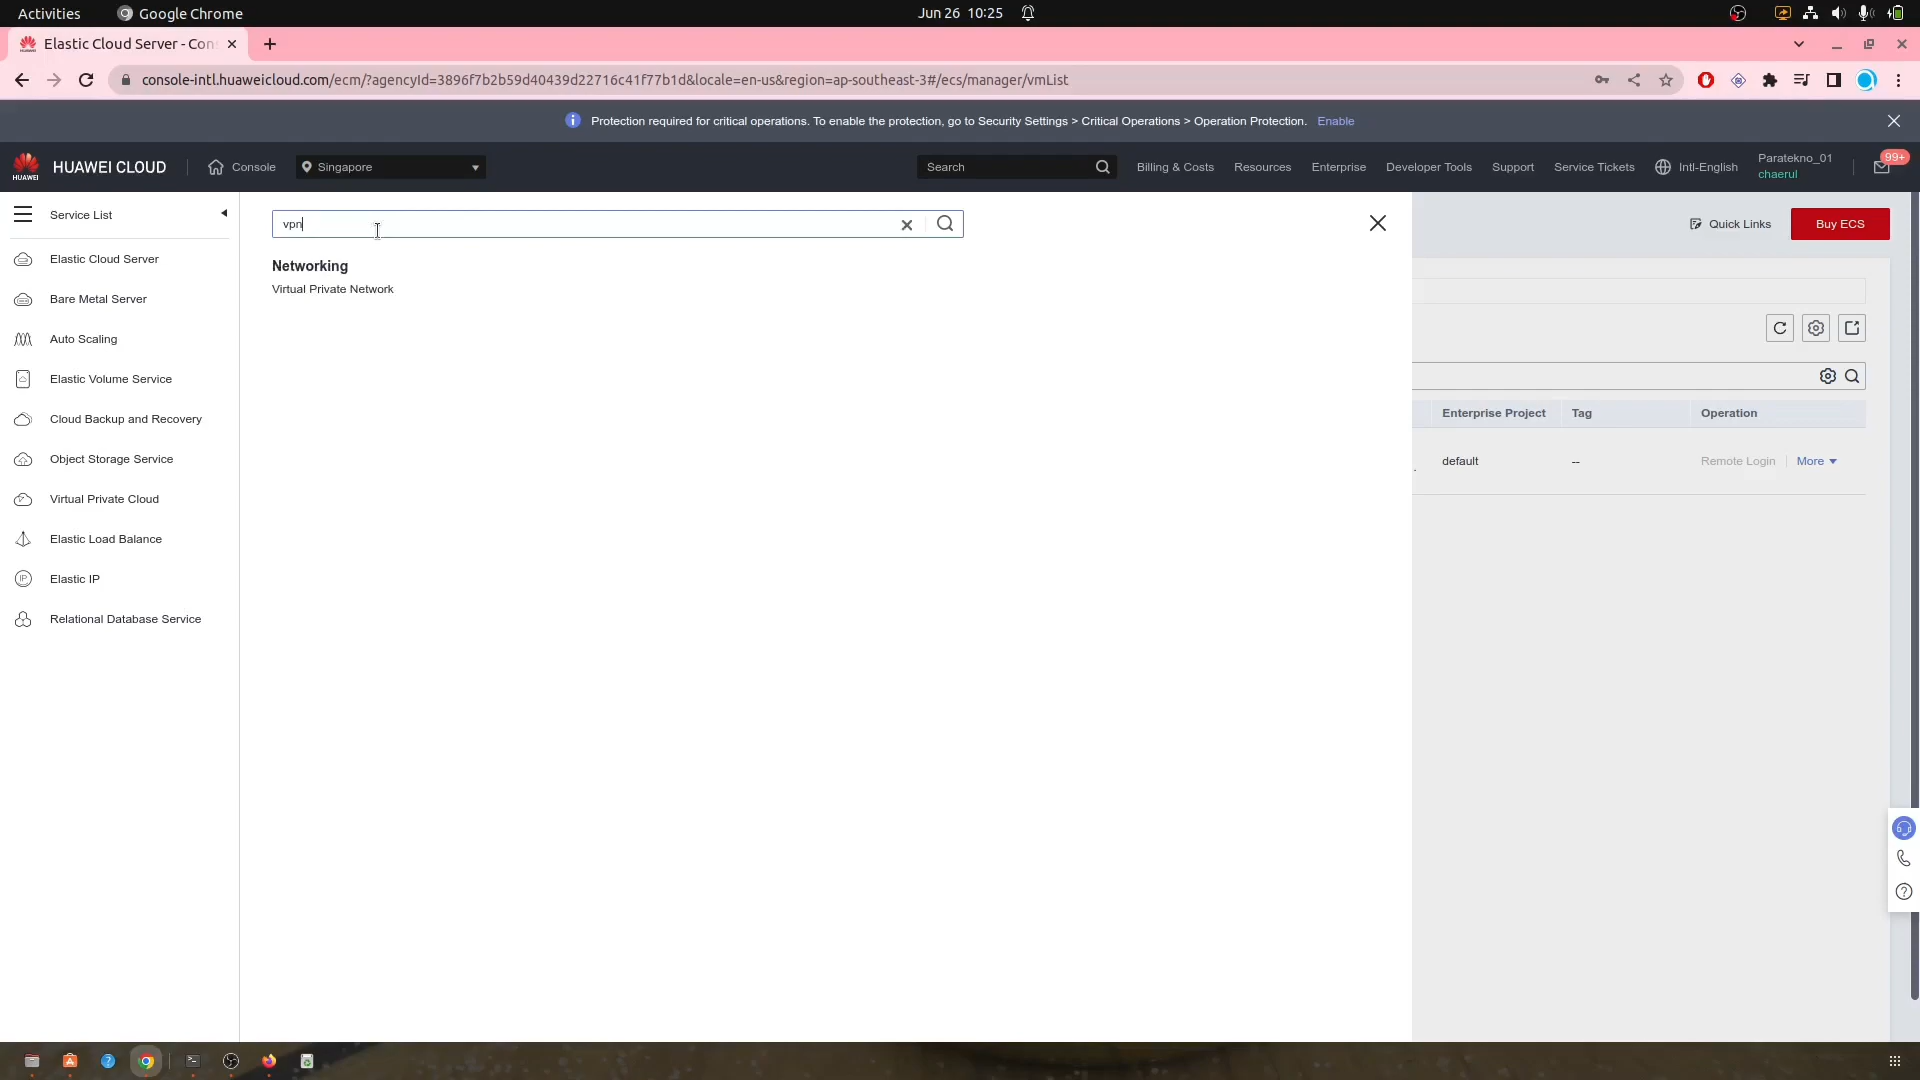 Activities
Google Chrome
Jun 26 10:25
Elastic Cloud Server - Con
console-intl.huaweicloud.com/ecm/?agencyId=3896f7b2b59d40439d22716c41f77b1d&locale=en-us&region=ap-southeast-3#/ecs/manager/vmList
Protection required for critical operations. To enable the protection, go to Security Settings > Critical Operations > Operation Protection. Enable
HUAWEI
HUAWEI CLOUD
Console
Singapore
Search
Billing & Costs
Resources
Enterprise
Developer Tools
Support
Service Tickets
Intl-English
Paratekno_01
chaerul
99+
Service List
vpn
Quick Links
Buy ECS
Networking
Virtual Private Network
Elastic Cloud Server
Bare Metal Server
Auto Scaling
Elastic Volume Service
Cloud Backup and Recovery
Object Storage Service
Virtual Private Cloud
Elastic Load Balance
IP
Elastic IP
Relational Database Service
Enterprise Project
Tag
Operation
default
--
Remote Login
More